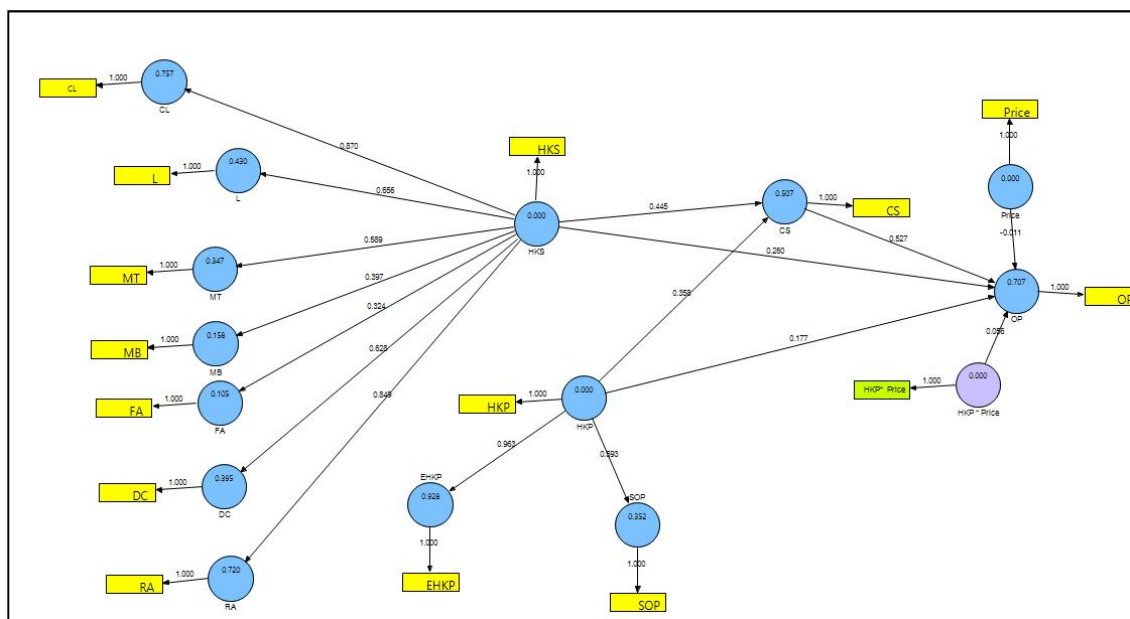 0.757
1.000
CL
CL
0.870
0.430
1.000
L
L
0.656
HKS
1.000
0.000
HKS
0.589
0.347
1.000
MT
MT
0.397
0.158
1.000
MB
MB
0.324
0.105
1.000
FA
FA
0.628
0.395
1.000
DC
DC
0.849
0.720
1.000
RA
RA
0.445
0.507
1.000
CS
CS
0.260
0.527
0.358
0.177
Price
1.000
0.000
Price
-0.011
0.707
1.000
OP
OP
0.056
HKP* Price
1.000
0.000
HKP * Price
HKP
1.000
0.000
HKP
0.963
0.593
EHKP
0.928
1.000
EHKP
SOP
0.352
1.000
SOP